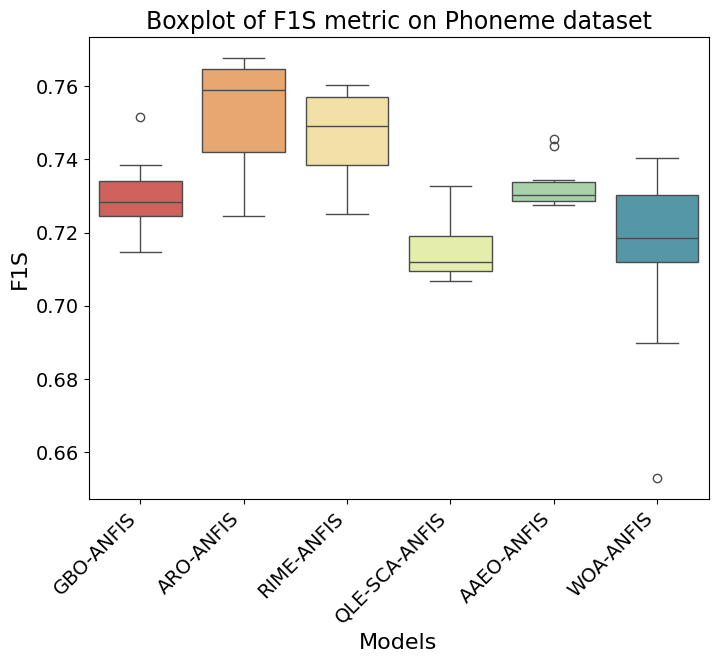 Boxplot of F1S metric on Phoneme dataset
0.76
0.74
0.72
0.70
0.68
0.66
F1S
GBO-ANFIS
ARO-ANFIS
RIME-ANFIS
QLE-SCA-ANFIS
AAEO-ANFIS
WOA-ANFIS
Models